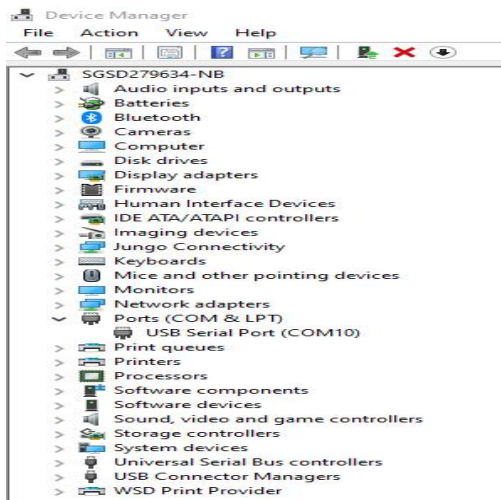 Device Manager
File Action View Help
SGSD279634-NB
Audio inputs and outputs
Batteries
Bluetooth
Cameras
Computer
Disk drives
Display adapters
Firmware
Human Interface Devices
IDE ATA/ATAPI controllers
Imaging devices
Jungo Connectivity
Keyboards
Mice and other pointing devices
Monitors
Network adapters
Ports (COM & LPT)
USB Serial Port (COM10)
Print queues
Printers
Processors
Software components
Software devices
Sound, video and game controllers
Storage controllers
System devices
Universal Serial Bus controllers
USB Connector Managers
WSD Print Provider